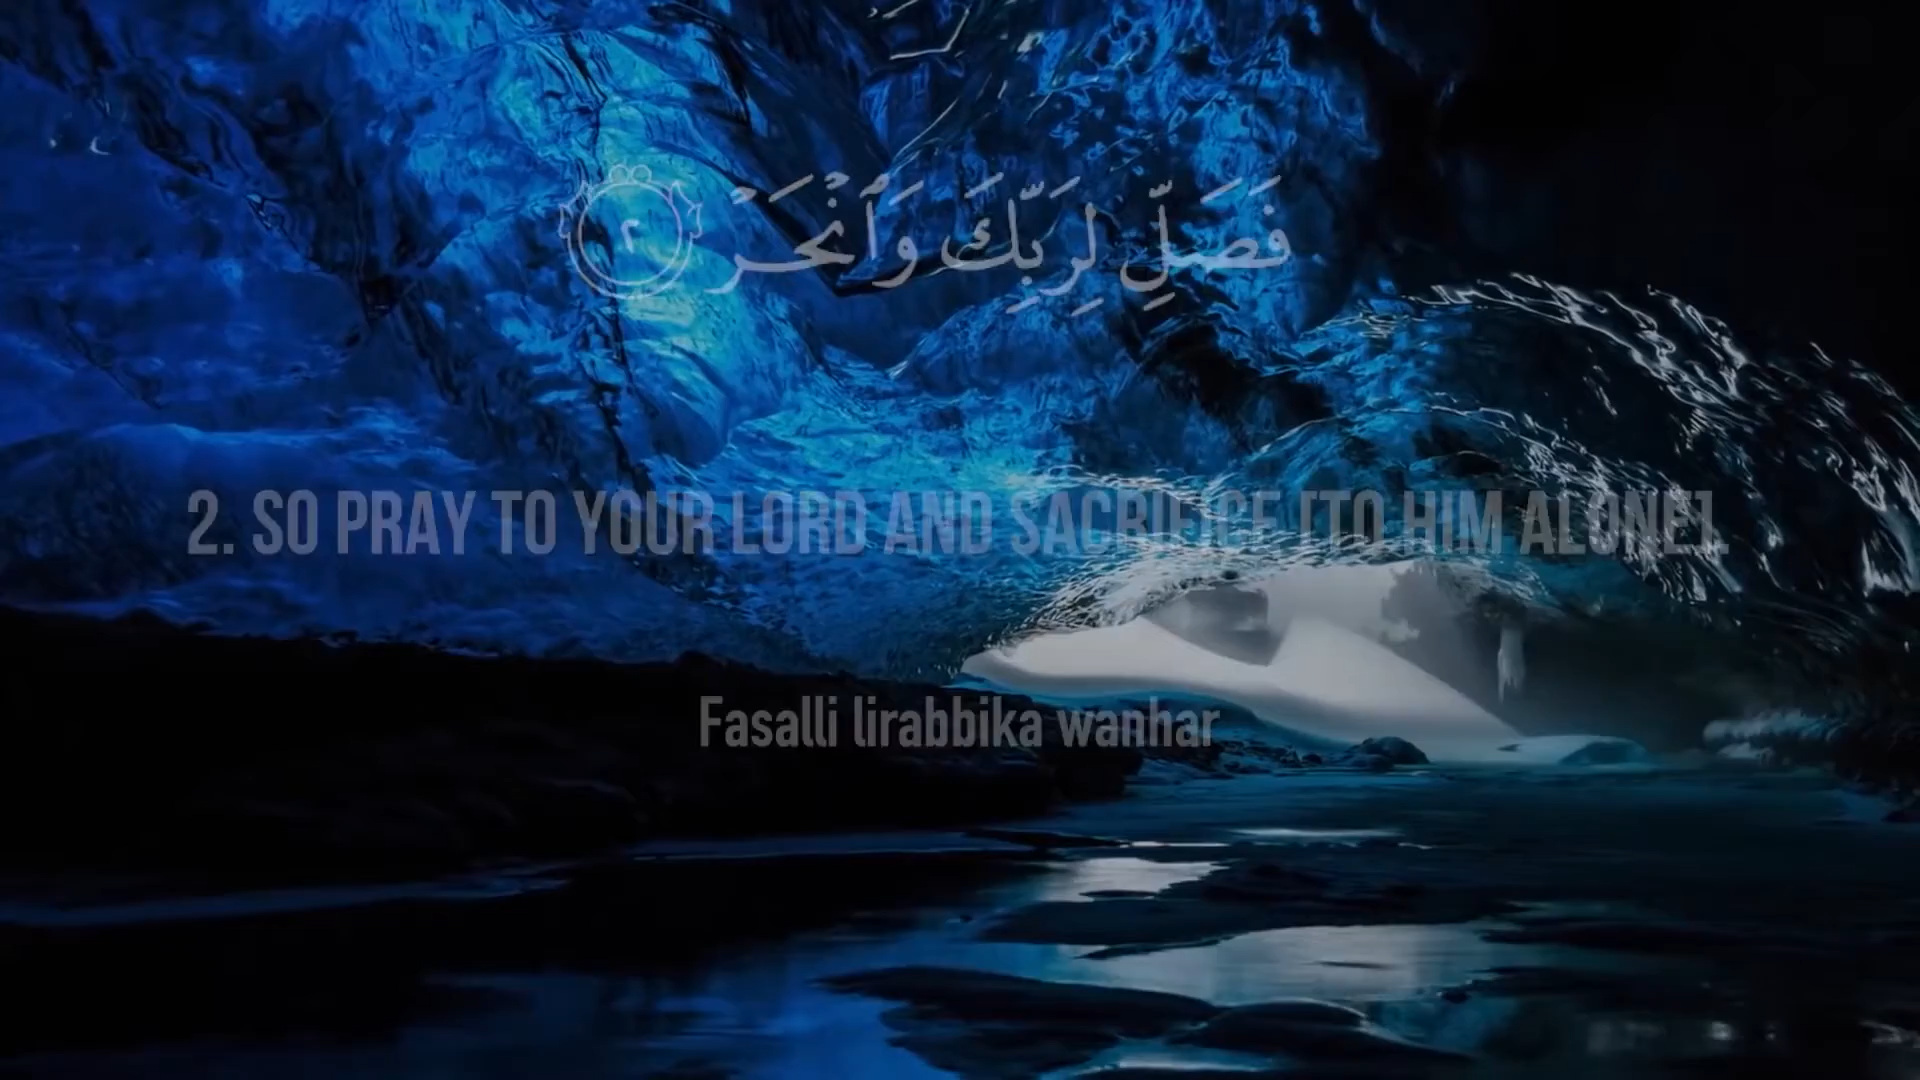 فَصَلِّ لِرَبِّكَ وَٱنْحَرْ ٢
2. SO PRAY TO YOUR LORD AND SACRIFICE [TO HIM ALONE].
Fasalli lirabbika wanhar